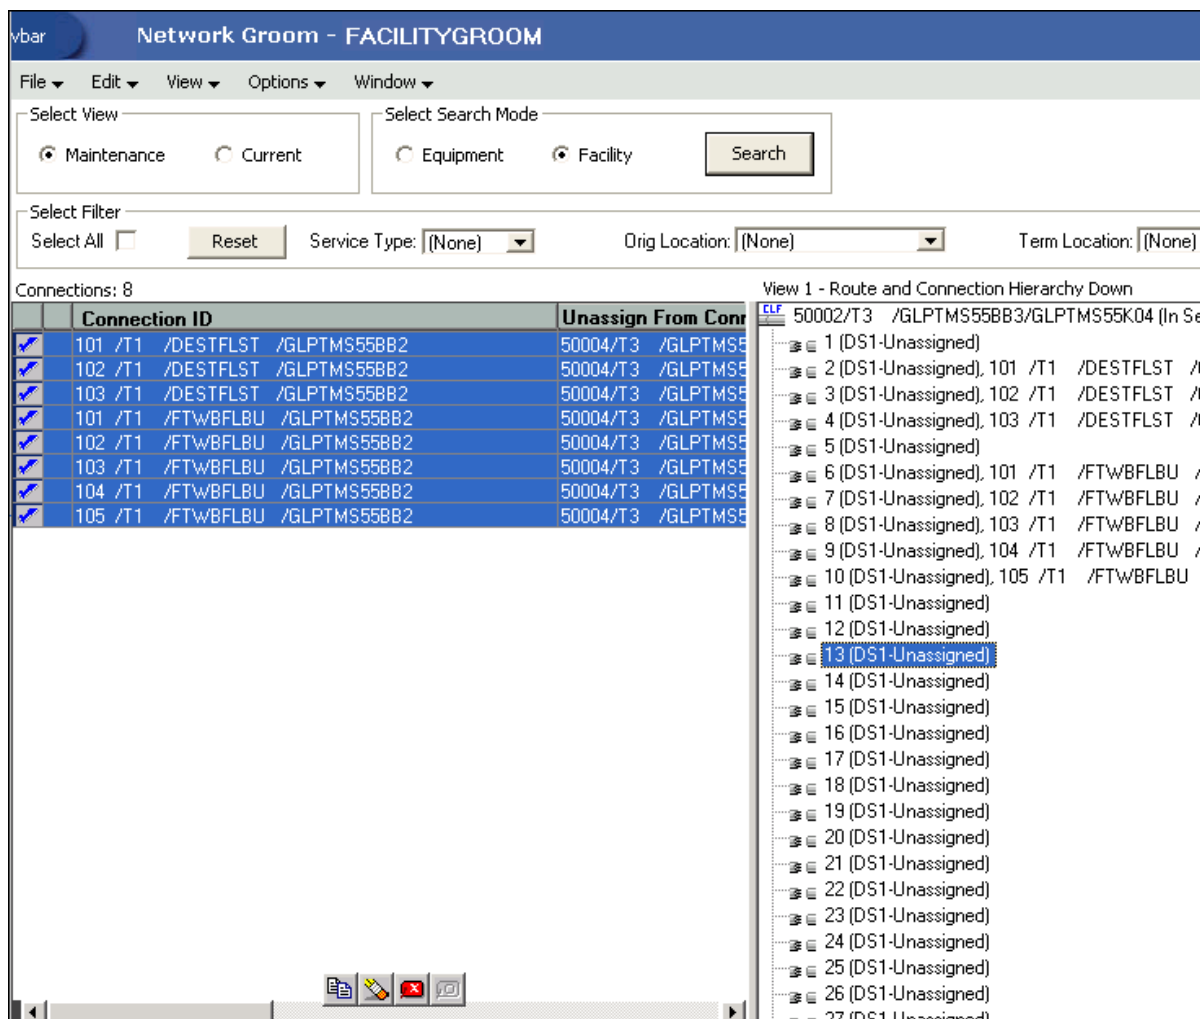 vbar Network Groom - FACILITYGROOM
File Edit View Options Window
Select View Select Search Mode
Maintenance Current Equipment Facility Search
Select Filter
Select All Reset Service Type: (None) Orig Location: (None) Term Location: (None)
Connections: 8 View 1 - Route and Connection Hierarchy Down
Connection ID Unassign From Conn
CLF 50002/T3 /GLPTMS55BB3/GLPTMS55K04 (In Se
101 /T1 /DESTFLST /GLPTMS55BB2 50004/T3 /GLPTMS5
102 /T1 /DESTFLST /GLPTMS55BB2 50004/T3 /GLPTMS5
103 /T1 /DESTFLST /GLPTMS55BB2 50004/T3 /GLPTMS5
101 /T1 /FTWBFLBU /GLPTMS55BB2 50004/T3 /GLPTMS5
102 /T1 /FTWBFLBU /GLPTMS55BB2 50004/T3 /GLPTMS5
103 /T1 /FTWBFLBU /GLPTMS55BB2 50004/T3 /GLPTMS5
104 /T1 /FTWBFLBU /GLPTMS55BB2 50004/T3 /GLPTMS5
105 /T1 /FTWBFLBU /GLPTMS55BB2 50004/T3 /GLPTMS5
1 (DS1-Unassigned)
2 (DS1-Unassigned), 101 /T1 /DESTFLST /
3 (DS1-Unassigned), 102 /T1 /DESTFLST /
4 (DS1-Unassigned), 103 /T1 /DESTFLST /
5 (DS1-Unassigned)
6 (DS1-Unassigned), 101 /T1 /FTWBFLBU /
7 (DS1-Unassigned), 102 /T1 /FTWBFLBU /
8 (DS1-Unassigned), 103 /T1 /FTWBFLBU /
9 (DS1-Unassigned), 104 /T1 /FTWBFLBU /
10 (DS1-Unassigned), 105 /T1 /FTWBFLBU
11 (DS1-Unassigned)
12 (DS1-Unassigned)
13 (DS1-Unassigned)
14 (DS1-Unassigned)
15 (DS1-Unassigned)
16 (DS1-Unassigned)
17 (DS1-Unassigned)
18 (DS1-Unassigned)
19 (DS1-Unassigned)
20 (DS1-Unassigned)
21 (DS1-Unassigned)
22 (DS1-Unassigned)
23 (DS1-Unassigned)
24 (DS1-Unassigned)
25 (DS1-Unassigned)
26 (DS1-Unassigned)
27 (DS1-Unassigned)